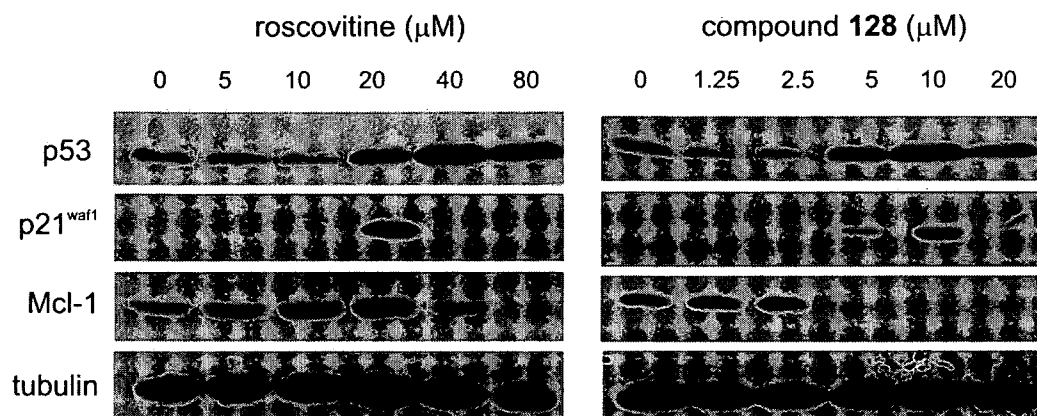 roscovitine (μM) compound 128 (μM)
0 5 10 20 40 80 0 1.25 2.5 5 10 20
p53
p21waf1
Mcl-1
tubulin